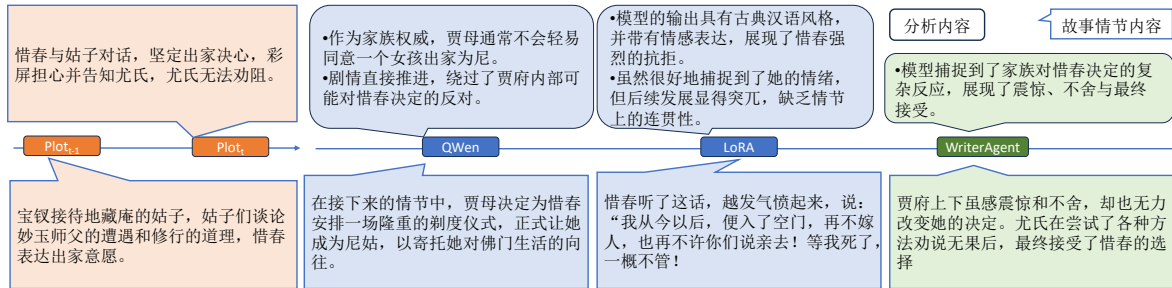 惜春与姑子对话，坚定出家决心，彩
屏担心并告知尤氏，尤氏无法劝阻。
•作为家族权威，贾母通常不会轻易
同意一个女孩出家为尼。
•剧情直接推进，绕过了贾府内部可
能对惜春决定的反对。
•模型的输出具有古典汉语风格，
并带有情感表达，展现了惜春强
烈的抗拒。
•虽然很好地捕捉到了她的情绪，
但后续发展显得突兀，缺乏情节
上的连贯性。
分析内容
故事情节内容
•模型捕捉到了家族对惜春决定的复
杂反应，展现了震惊、不舍与最终
接受。
Plot t-1
Plot t
QWen
LoRA
WriterAgent
宝钗接待地藏庵的姑子，姑子们谈论
妙玉师父的遭遇和修行的道理，惜春
表达出家意愿。
在接下来的情节中，贾母决定为惜春
安排一场隆重的剃度仪式，正式让她
成为尼姑，以寄托她对佛门生活的向
往。
惜春听了这话，越发气愤起来，说：
“我从今以后，便入了空门，再不嫁
人，也再不许你们说亲去！等我死了，
一概不管！
贾府上下虽感震惊和不舍，却也无力
改变她的决定。尤氏在尝试了各种方
法劝说无果后，最终接受了惜春的选
择